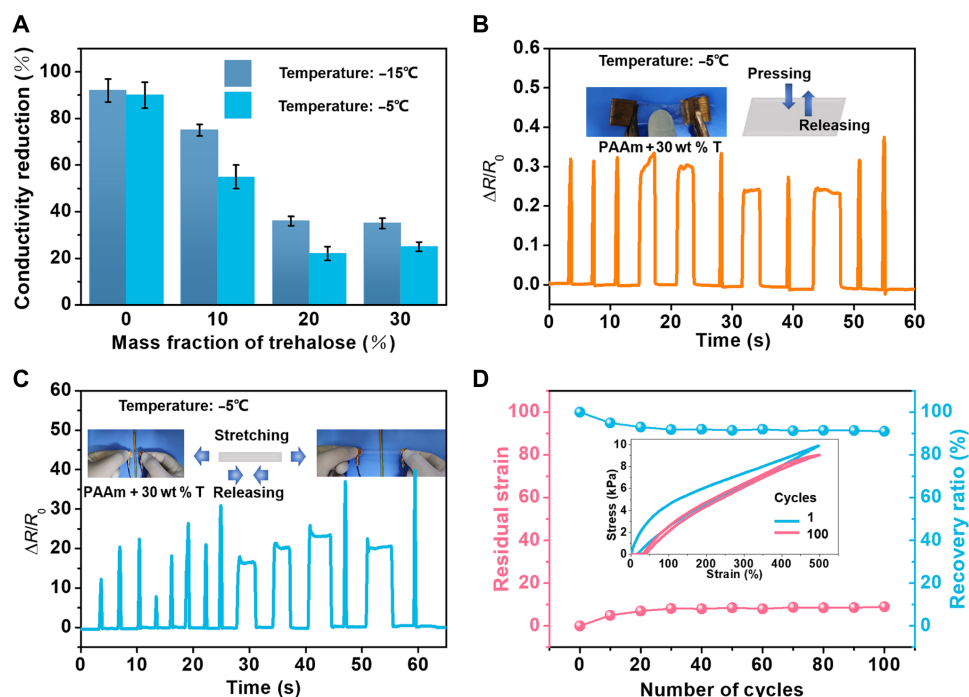 A
Conductivity reduction (%)
100
80
60
40
20
0
Temperature: –15℃
Temperature: –5℃
0 10 20 30
Mass fraction of trehalose (%)
B
ΔR/R0
0.6
0.5
0.4
0.3
0.2
0.1
0.0
Temperature: –5℃
Pressing
Releasing
PAAm + 30 wt % T
0 10 20 30 40 50 60
Time (s)
C
ΔR/R0
60
50
40
30
20
10
0
Temperature: –5℃
Stretching
PAAm + 30 wt % T
Releasing
0 10 20 30 40 50 60
Time (s)
D
Residual strain
100
80
60
40
20
0
Stress (kPa)
10
8
6
4
2
0
Cycles
1
100
0 100 200 300 400 500
Strain (%)
100
80
60
40
20
0
Recovery ratio (%)
0 20 40 60 80 100
Number of cycles